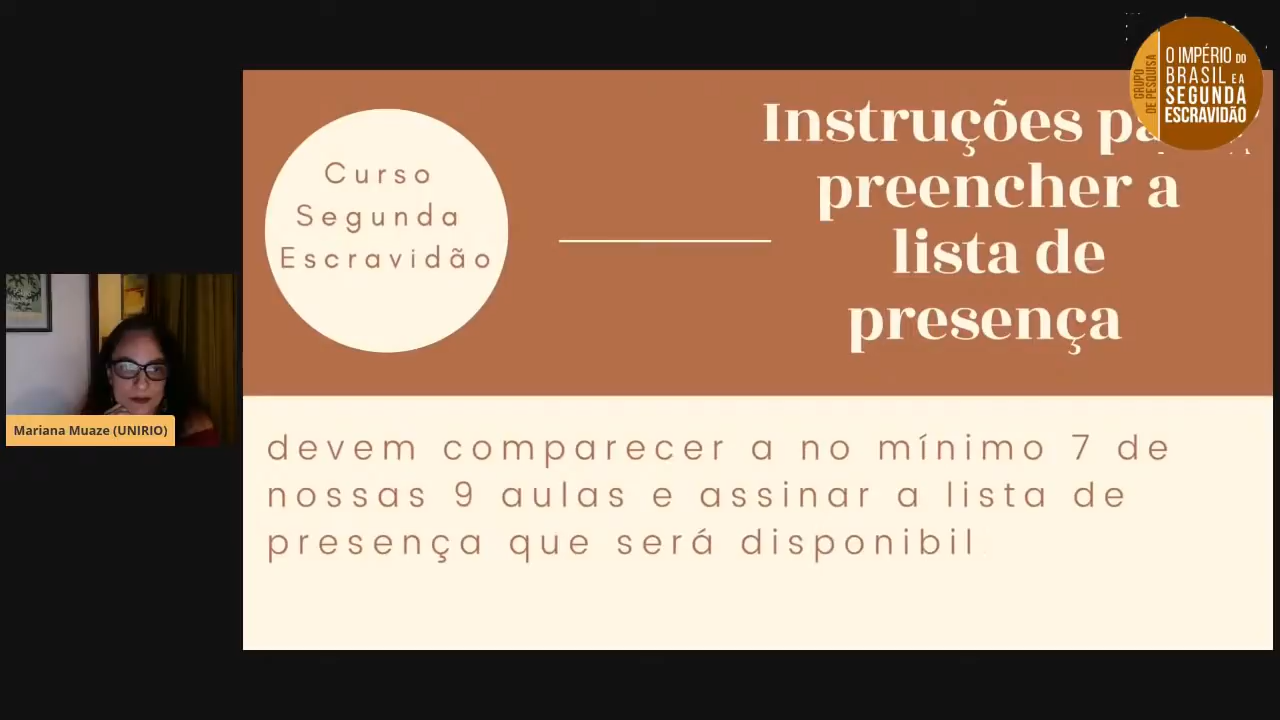 GRUPO
DE PESQUISA
O IMPÉRIO DO
BRASIL E A
SEGUNDA
ESCRAVIDÃO
Curso
Segunda
Escravidão
Instruções
preencher a
lista de
presença
Mariana Muaze (UNIRIO)
devem comparecer a no mínimo 7 de
nossas 9 aulas e assinar a lista de
presença que será disponibil